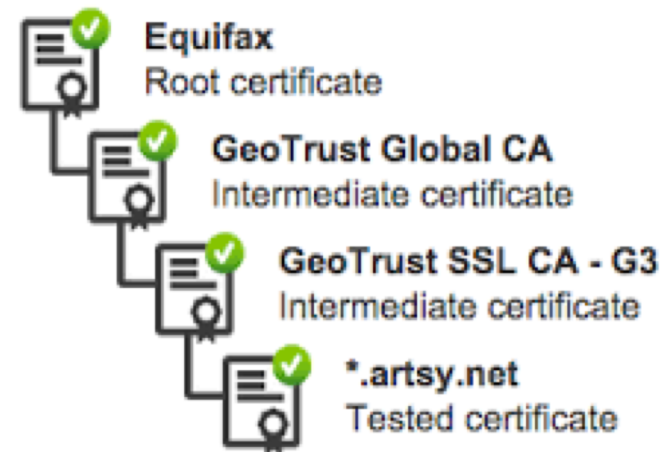 Equifax
Root certificate
GeoTrust Global CA
Intermediate certificate
GeoTrust SSL CA - G3
Intermediate certificate
*.artsy.net
Tested certificate